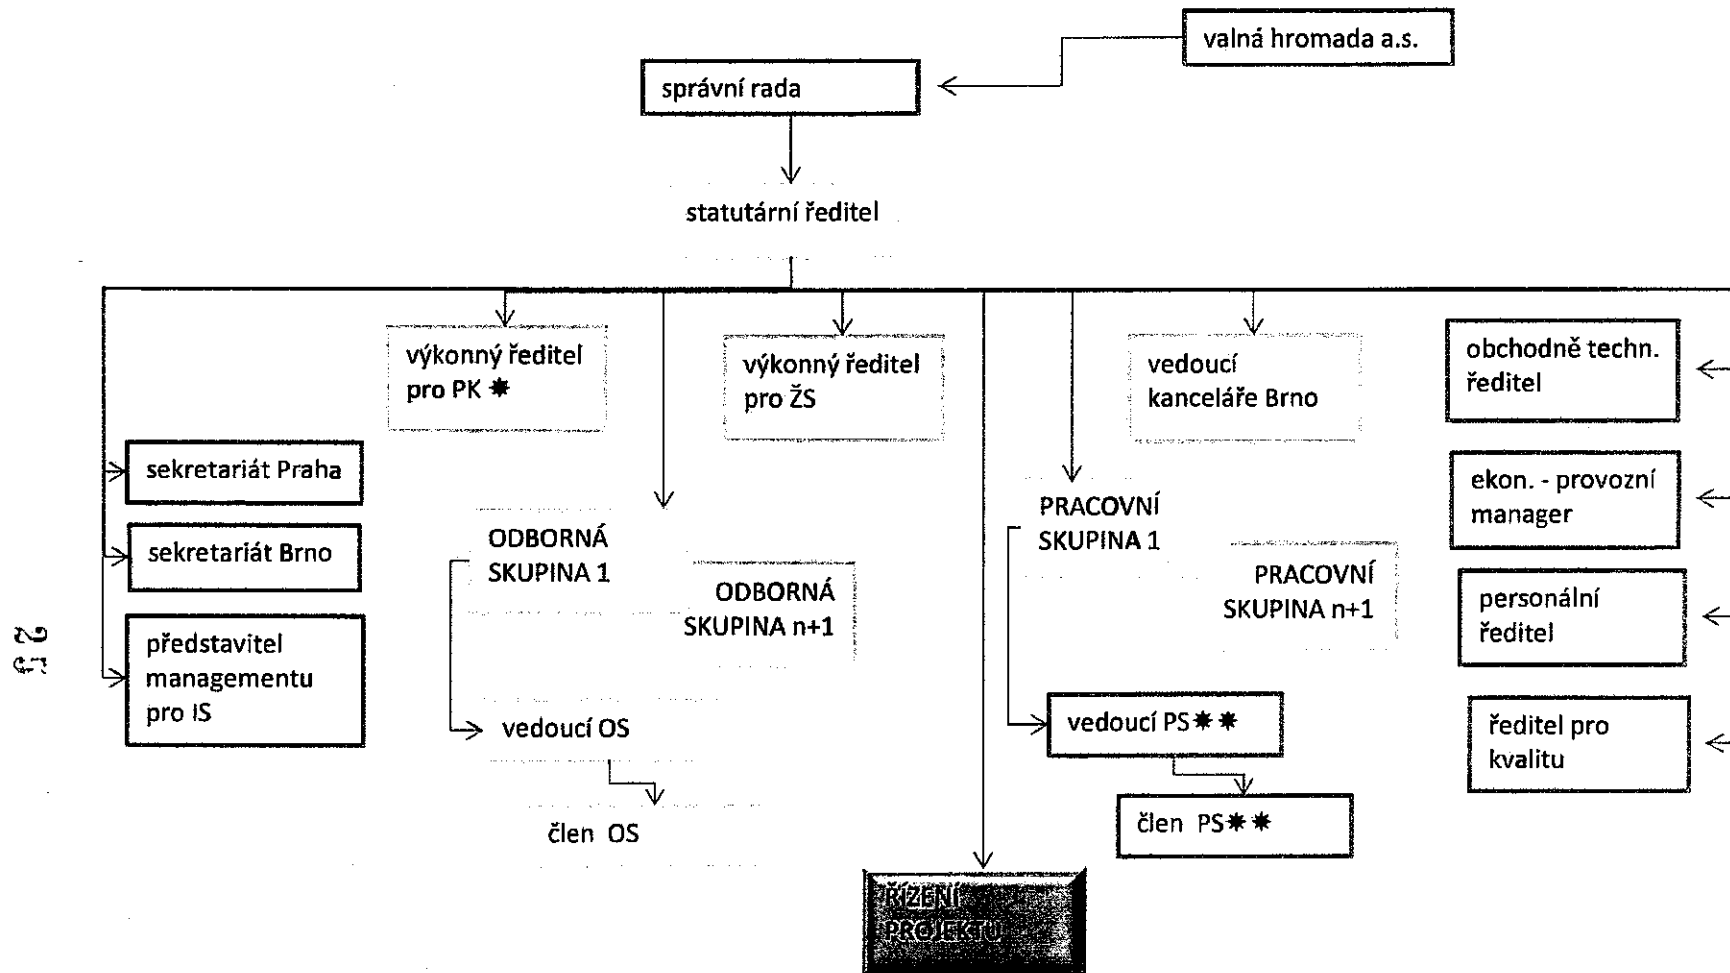 valná hromada a.s.
správní rada
statutární ředitel
výkonný ředitel
pro PK ✷
výkonný ředitel
pro ŽS
vedoucí
kanceláře Brno
obchodně techn.
ředitel
sekretariát Praha
sekretariát Brno
představitel
managementu
pro IS
ODBORNÁ
SKUPINA 1
ODBORNÁ
SKUPINA n+1
vedoucí OS
člen OS
PRACOVNÍ
SKUPINA 1
PRACOVNÍ
SKUPINA n+1
vedoucí PS✷✷
člen PS✷✷
ekon. - provozní
manager
personální
ředitel
ředitel pro
kvalitu
ŘÍZENÍ
PROJEKTU